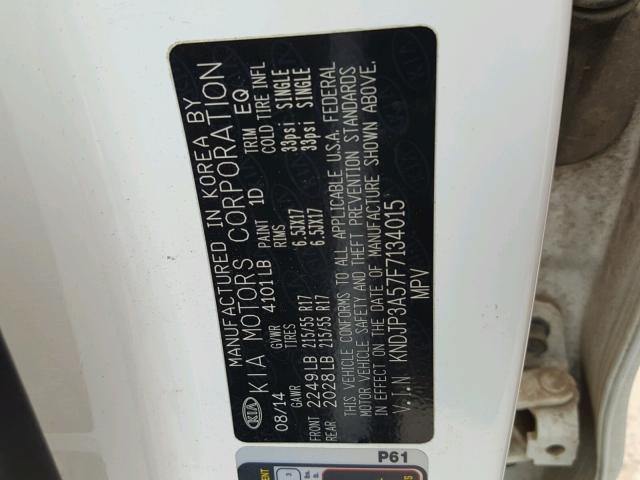 MANUFACTURED IN KOREA BY
KIA KIA MOTORS CORPORATION
08/14 GVWR 4101LB PAINT 1D TRIM EQ
GAWR TIRES RIMS COLD TIRE INFL
FRONT 2249LB 215/55 R17 6.5JX17 33psi SINGLE
REAR 2028LB 215/55 R17 6.5JX17 33psi SINGLE
THIS VEHICLE CONFORMS TO ALL APPLICABLE U.S.A. FEDERAL
MOTOR VEHICLE SAFETY AND THEFT PREVENTION STANDARDS
IN EFFECT ON THE DATE OF MANUFACTURE SHOWN ABOVE.
V.I.N KNDJP3A57F7134015
MPV
P61